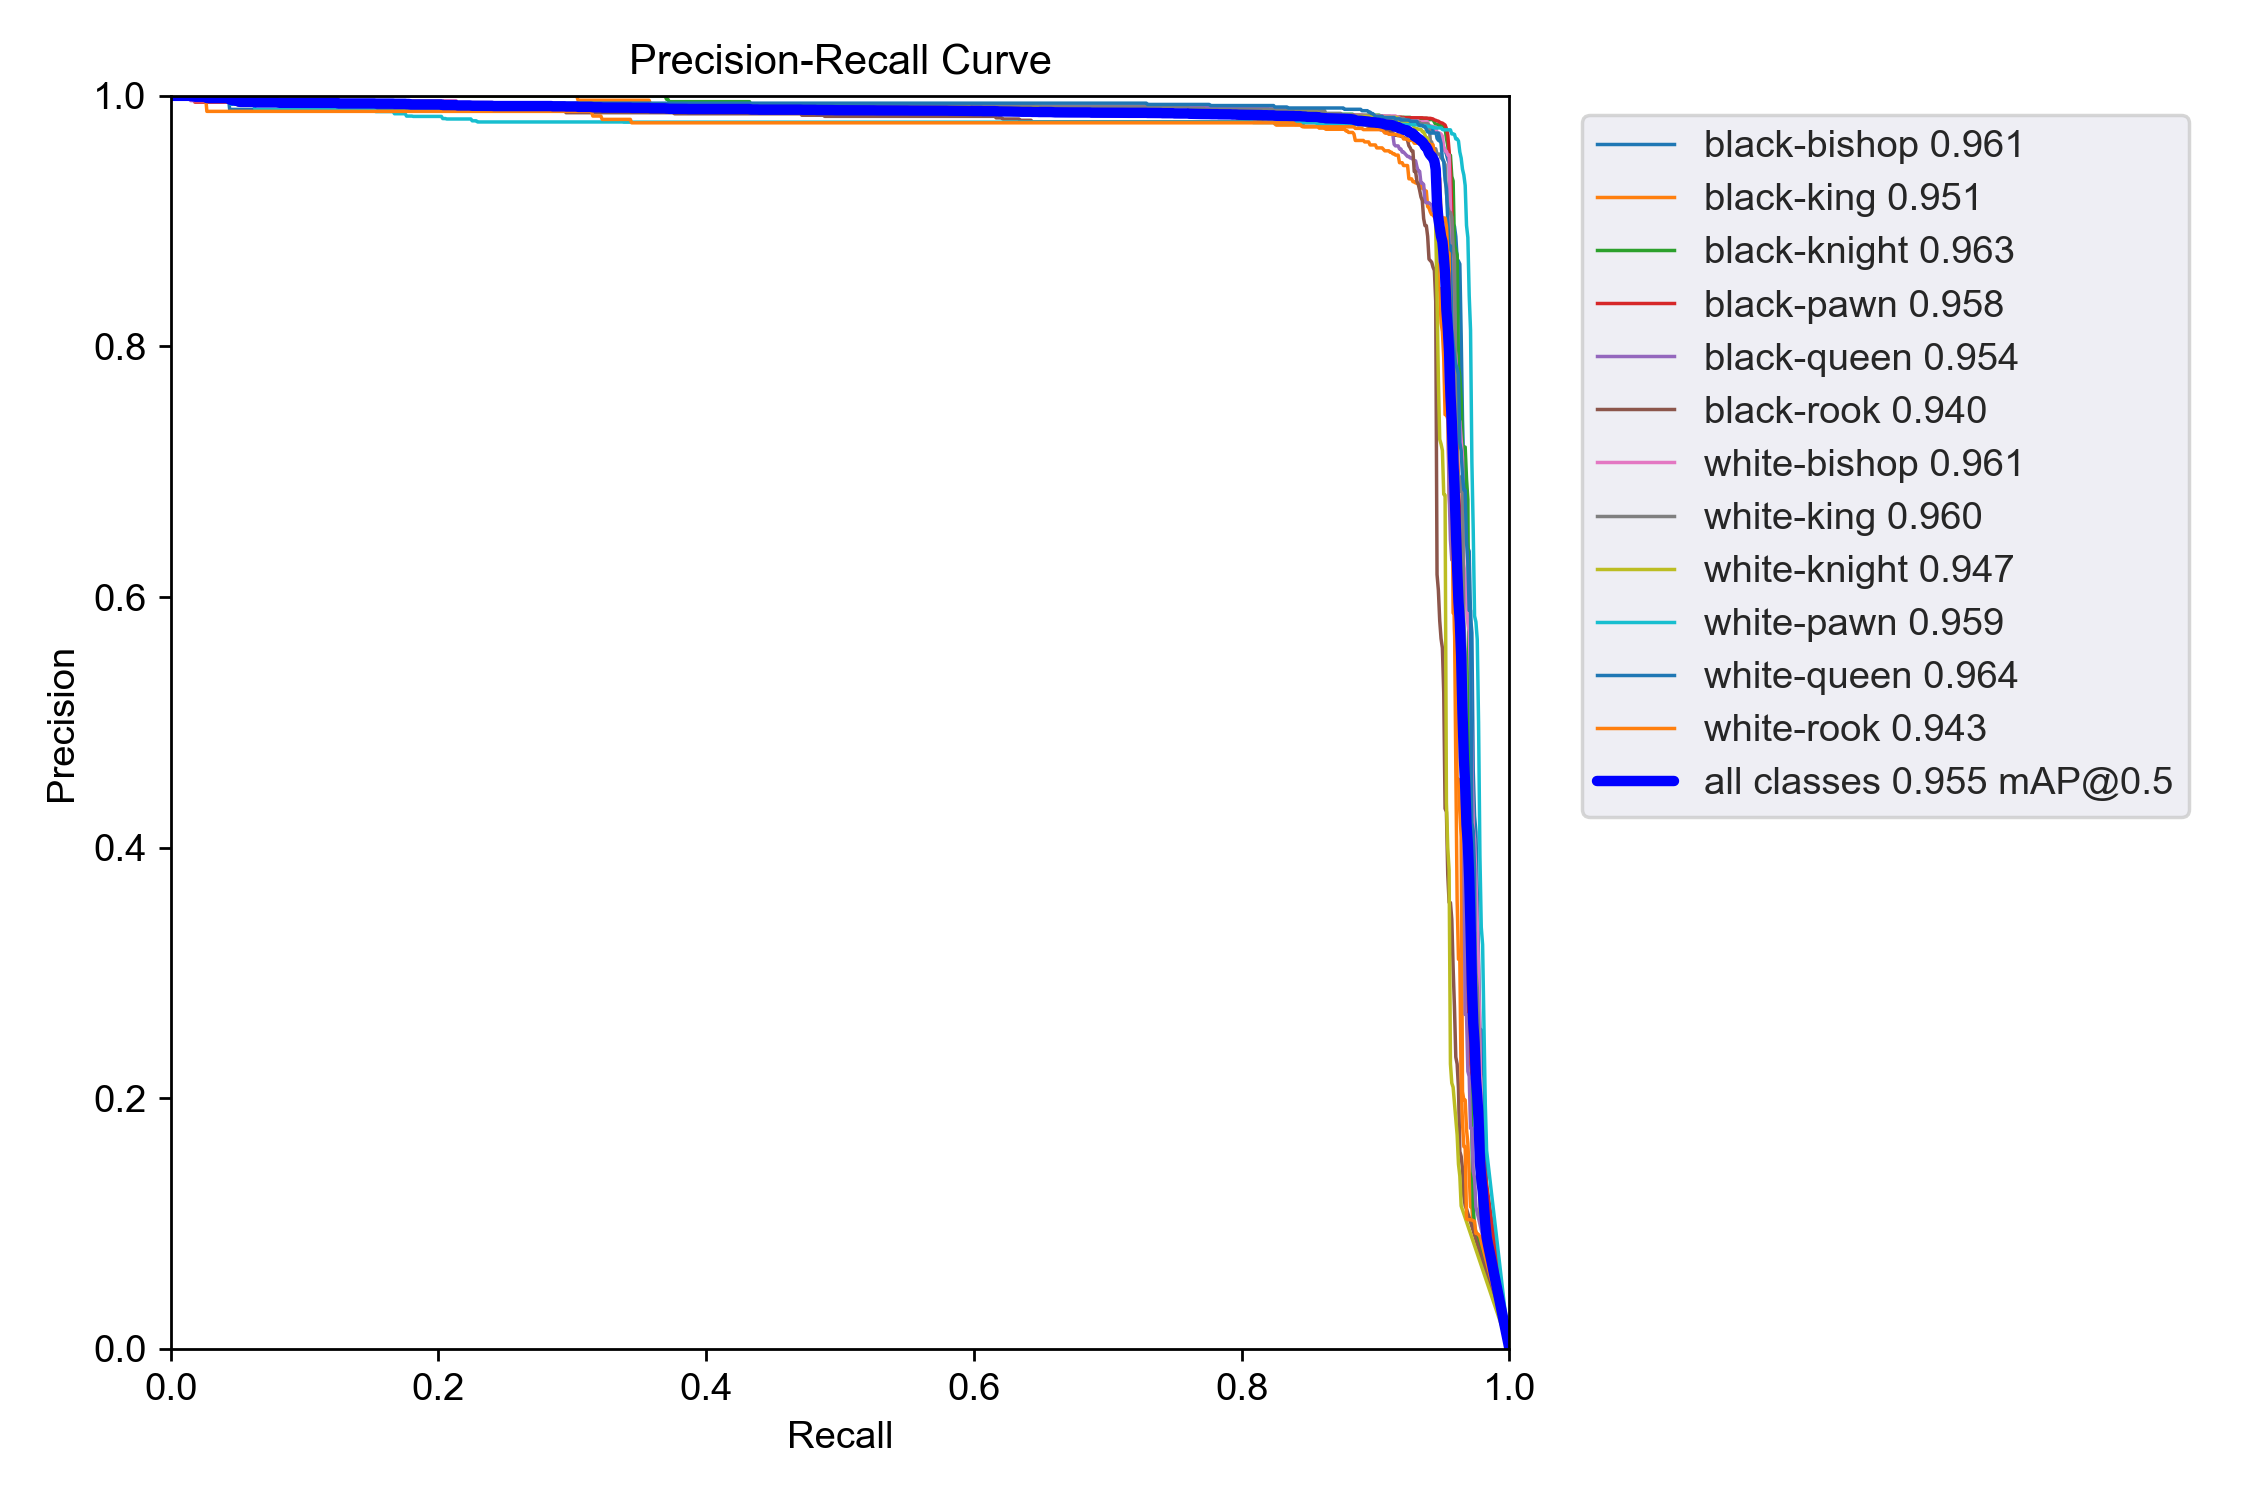 Precision-Recall Curve
1.0
0.8
0.6
0.4
0.2
0.0
Precision
0.0 0.2 0.4 0.6 0.8 1.0
Recall
black-bishop 0.961
black-king 0.951
black-knight 0.963
black-pawn 0.958
black-queen 0.954
black-rook 0.940
white-bishop 0.961
white-king 0.960
white-knight 0.947
white-pawn 0.959
white-queen 0.964
white-rook 0.943
all classes 0.955 mAP@0.5